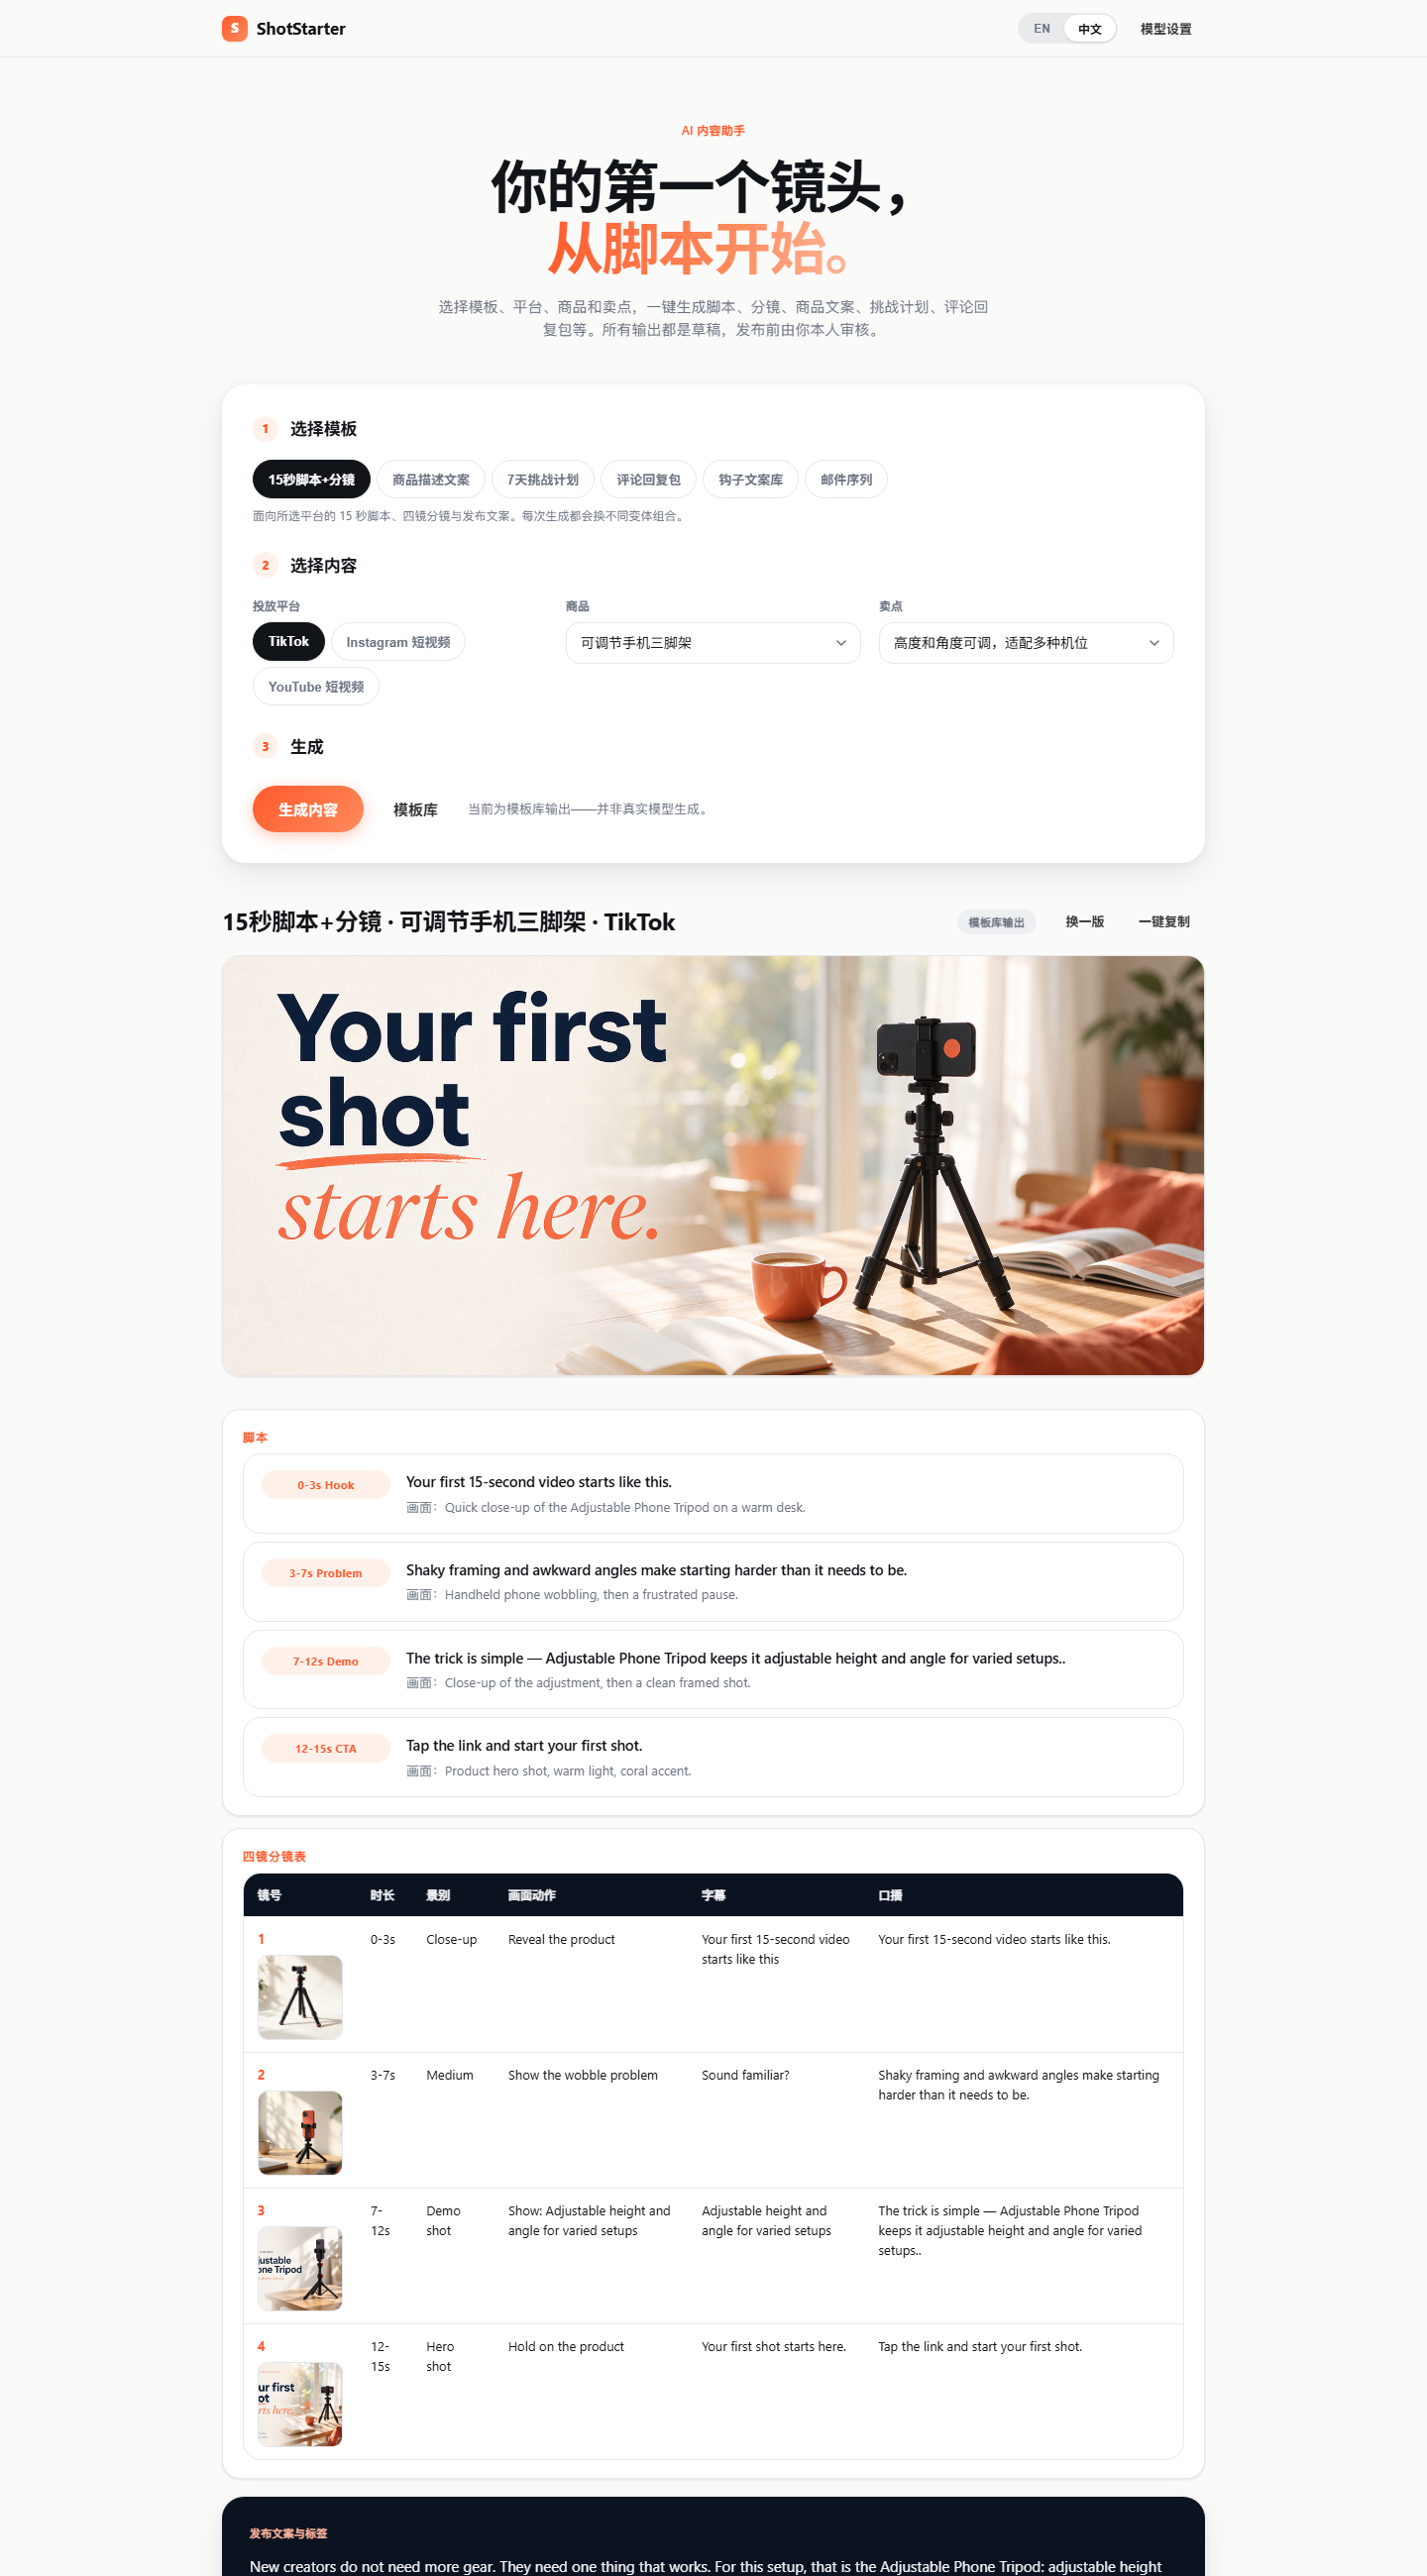 S ShotStarter
EN 中文 模型设置
AI 内容助手
你的第一个镜头，
从脚本开始。
选择模板、平台、商品和卖点，一键生成脚本、分镜、商品文案、挑战计划、评论回
复包等。所有输出都是草稿，发布前由你本人审核。
1 选择模板
15秒脚本+分镜 商品描述文案 7天挑战计划 评论回复包 钩子文案库 邮件序列
面向所选平台的 15 秒脚本、四镜分镜与发布文案。每次生成都会换不同变体组合。
2 选择内容
投放平台 商品 卖点
TikTok Instagram 短视频 可调节手机三脚架 高度和角度可调，适配多种机位
YouTube 短视频
3 生成
生成内容 模板库 当前为模板库输出——并非真实模型生成。
15秒脚本+分镜 · 可调节手机三脚架 · TikTok 模板库输出 换一版 一键复制
Your first
shot
starts here.
脚本
0-3s Hook Your first 15-second video starts like this.
画面：Quick close-up of the Adjustable Phone Tripod on a warm desk.
3-7s Problem Shaky framing and awkward angles make starting harder than it needs to be.
画面：Handheld phone wobbling, then a frustrated pause.
7-12s Demo The trick is simple — Adjustable Phone Tripod keeps it adjustable height and angle for varied setups..
画面：Close-up of the adjustment, then a clean framed shot.
12-15s CTA Tap the link and start your first shot.
画面：Product hero shot, warm light, coral accent.
四镜分镜表
镜号 时长 景别 画面动作 字幕 口播
1 0-3s Close-up Reveal the product Your first 15-second video Your first 15-second video starts like this.
starts like this
2 3-7s Medium Show the wobble problem Sound familiar? Shaky framing and awkward angles make starting
harder than it needs to be.
3 7- Demo Show: Adjustable height and Adjustable height and The trick is simple — Adjustable Phone Tripod
12s shot angle for varied setups angle for varied setups keeps it adjustable height and angle for varied
setups..
justable
one Tripod
4 12- Hero Hold on the product Your first shot starts here. Tap the link and start your first shot.
15s shot
ur first
ot
rts here.
发布文案与标签
New creators do not need more gear. They need one thing that works. For this setup, that is the Adjustable Phone Tripod: adjustable height